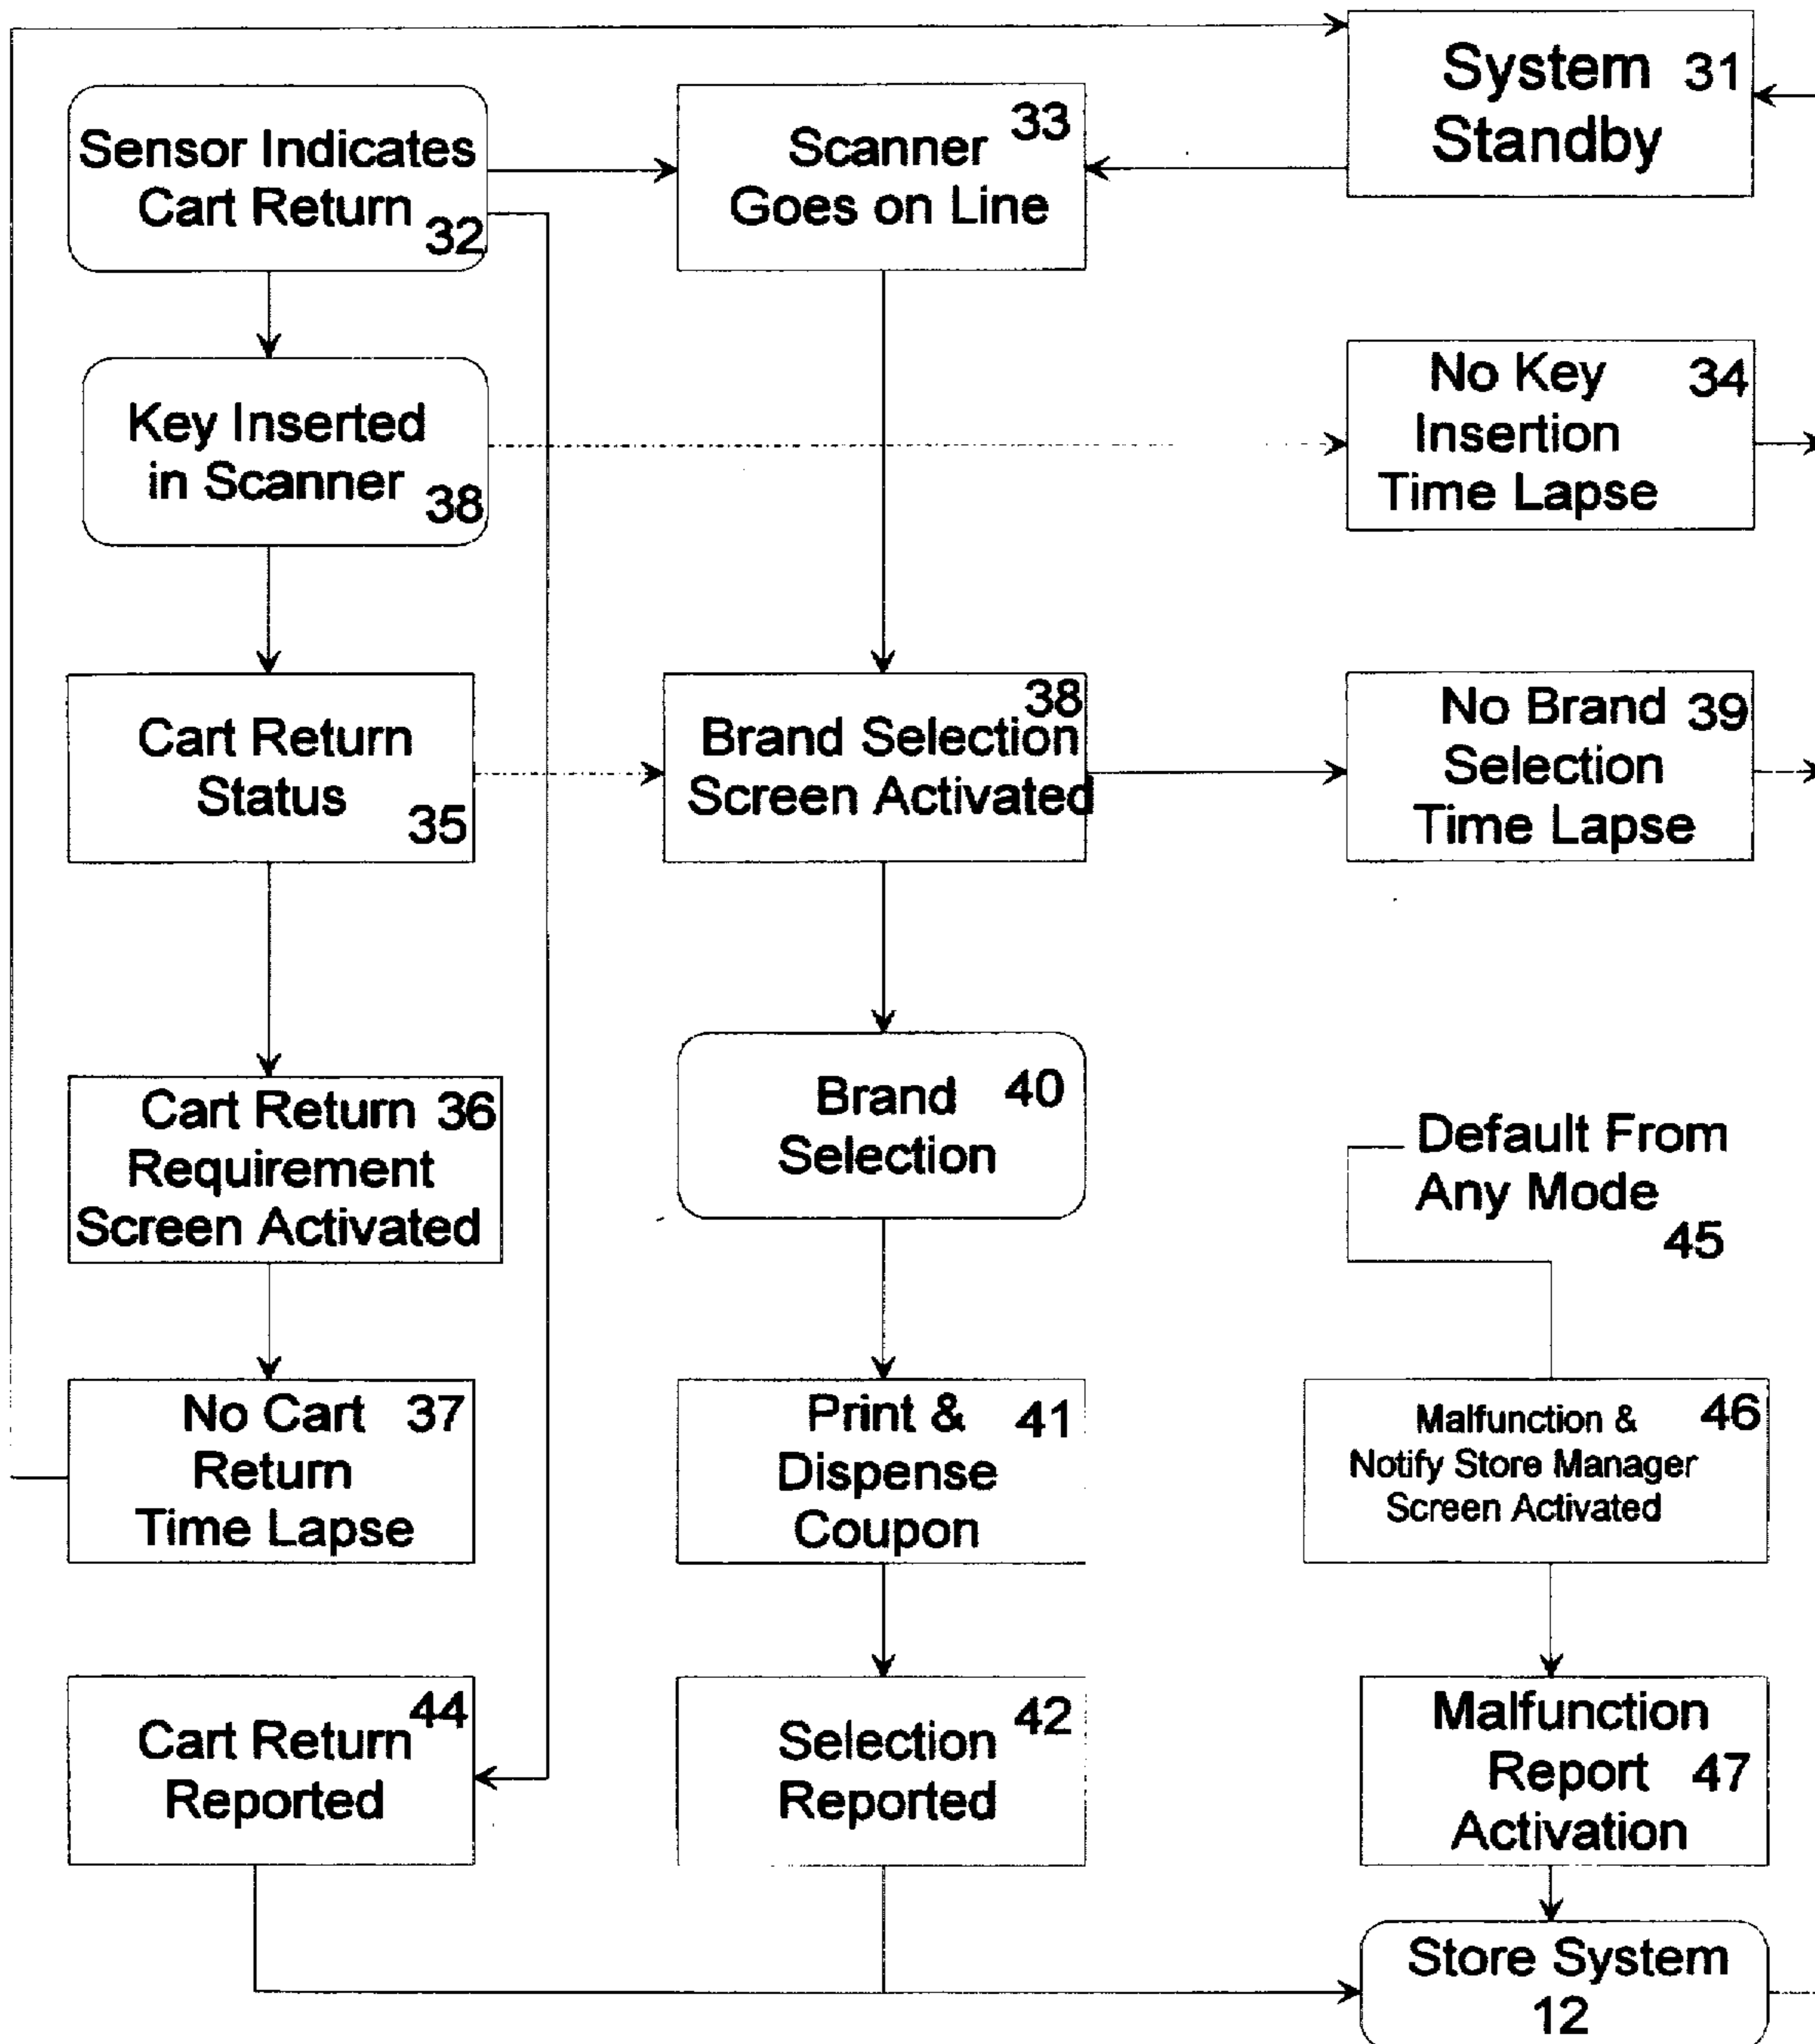 System 31
Standby
Sensor Indicates
Cart Return
32
33
Scanner
Goes on Line
Key Inserted
in Scanner
38
No Key 34
Insertion
Time Lapse
Cart Return
Status
35
38
Brand Selection
Screen Activated
No Brand 39
Selection
Time Lapse
Cart Return 36
Requirement
Screen Activated
Brand 40
Selection
Default From
Any Mode
45
No Cart 37
Return
Time Lapse
Print & 41
Dispense
Coupon
Malfunction & 46
Notify Store Manager
Screen Activated
44
Cart Return
Reported
Selection 42
Reported
Malfunction
Report 47
Activation
Store System
12